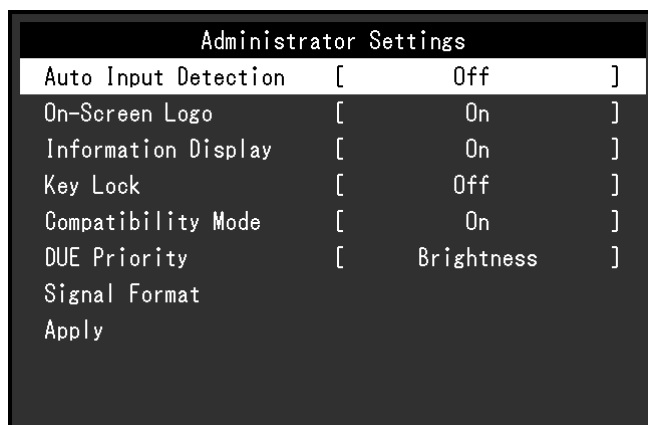 Administrator Settings
Auto Input Detection [ Off ]
On-Screen Logo [ On ]
Information Display [ On ]
Key Lock [ Off ]
Compatibility Mode [ On ]
DUE Priority [ Brightness ]
Signal Format
Apply